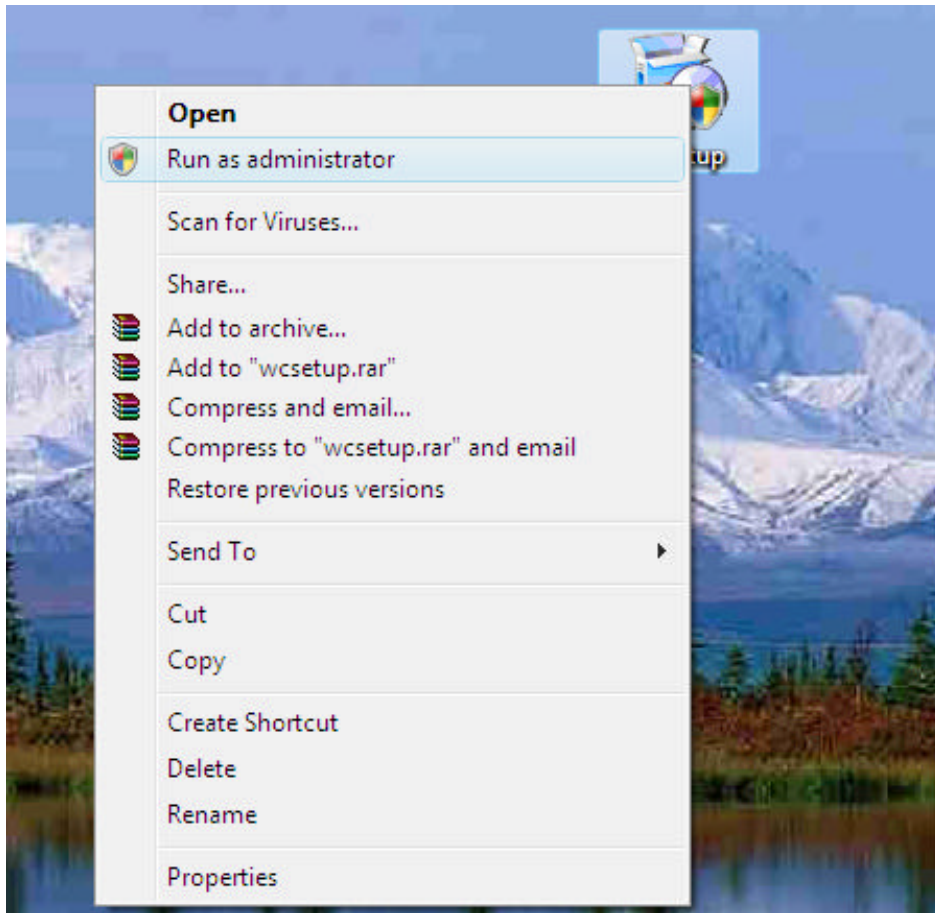 Open
Run as administrator
Scan for Viruses...
Share...
Add to archive...
Add to "wcsetup.rar"
Compress and email...
Compress to "wcsetup.rar" and email
Restore previous versions
Send To
Cut
Copy
Create Shortcut
Delete
Rename
Properties